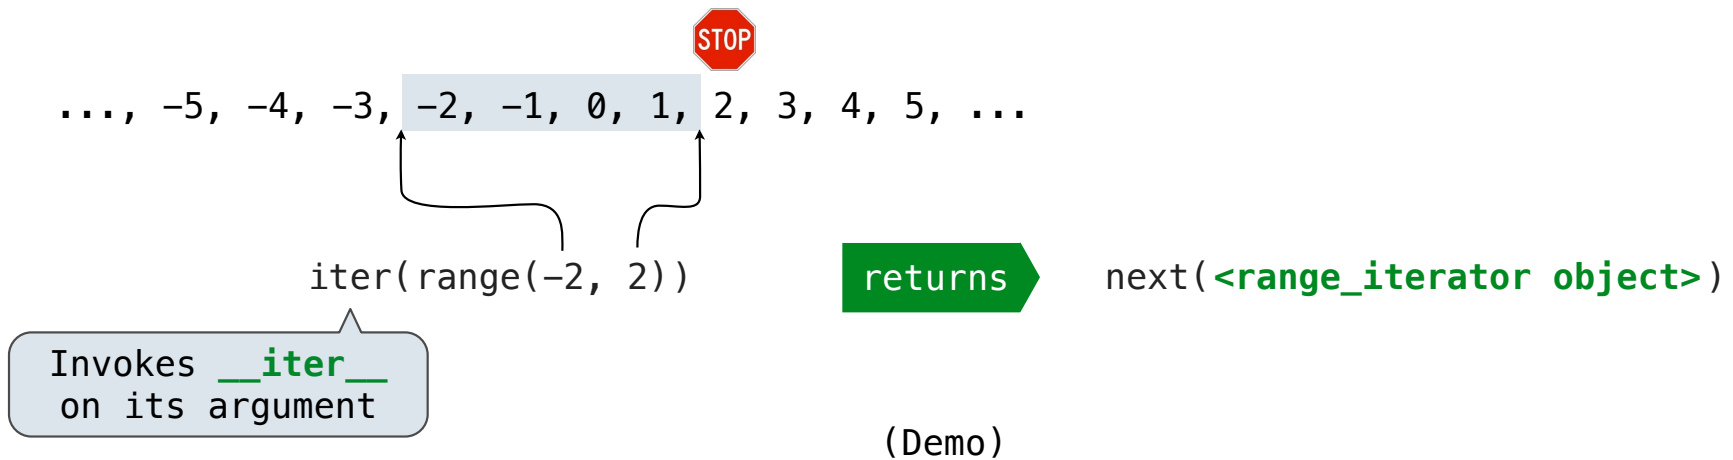 STOP
..., −5, −4, −3, −2, −1, 0, 1, 2, 3, 4, 5, ...
iter(range(−2, 2)) returns next(<range_iterator object>)
Invokes __iter__
on its argument
(Demo)